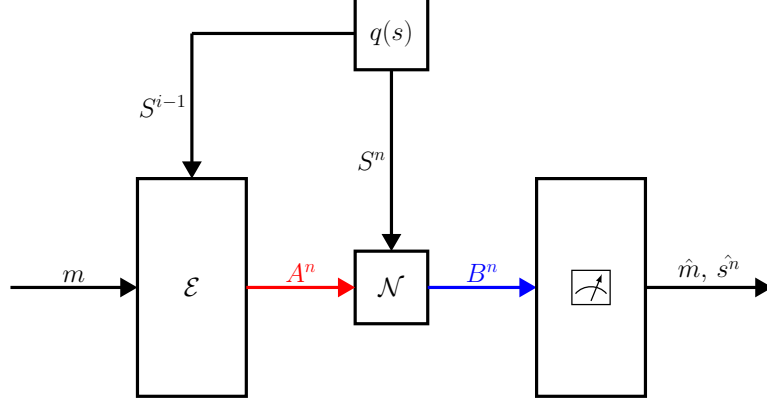 q(s)
S^{i-1}
S^n
m
ℰ
A^n
𝒩
B^n
m̂, ŝ^n